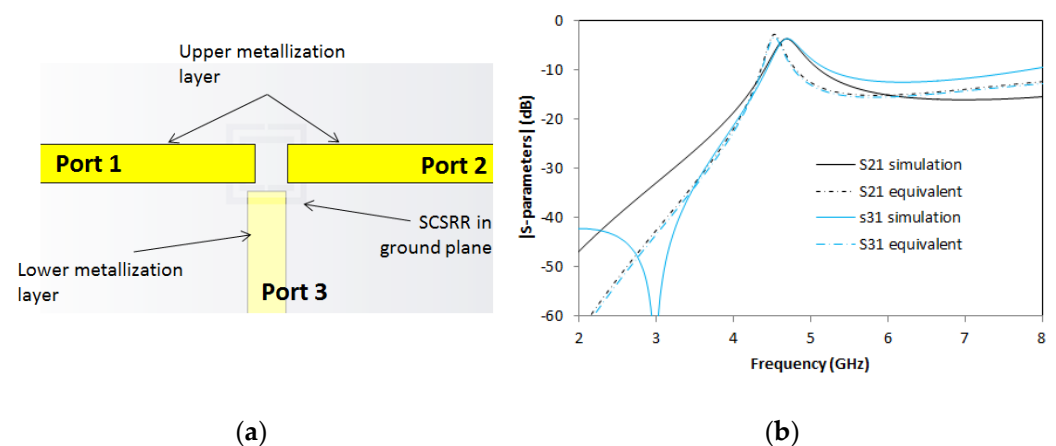 Upper metallization
layer
Port 1
Port 2
SCSRR in
ground plane
Lower metallization
layer
Port 3
(a)
|S-parameters| (dB)
0
-10
-20
-30
-40
-50
-60
2
3
4
5
6
7
8
Frequency (GHz)
S21 simulation
S21 equivalent
s31 simulation
S31 equivalent
(b)